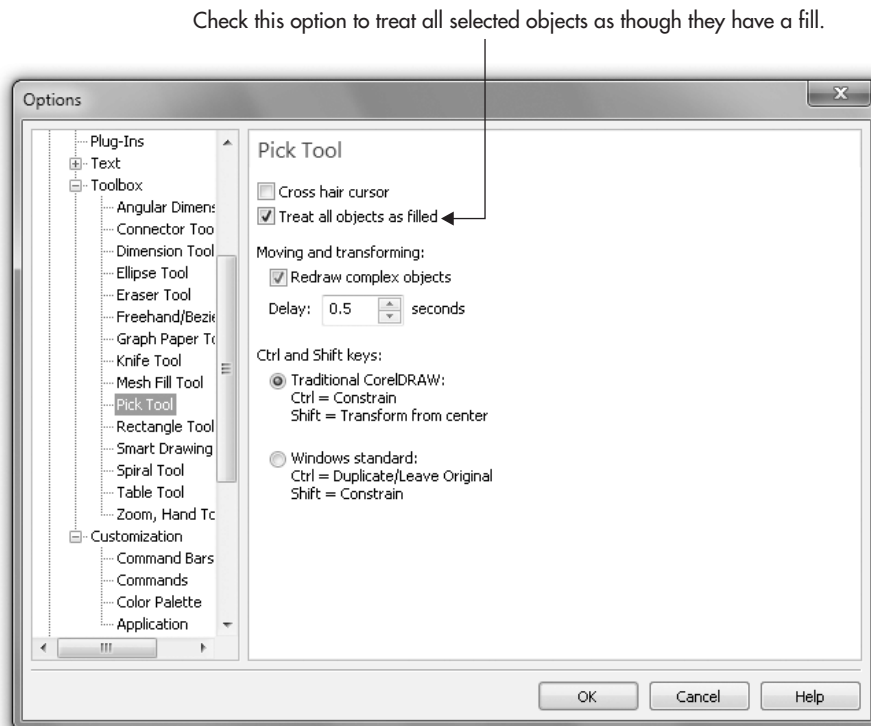 Check this option to treat all selected objects as though they have a fill.
Options
Plug-Ins
Text
Toolbox
Angular Dimens
Connector Too
Dimension Tool
Ellipse Tool
Eraser Tool
Freehand/Bezie
Graph Paper To
Knife Tool
Mesh Fill Tool
Pick Tool
Rectangle Tool
Smart Drawing
Spiral Tool
Table Tool
Zoom, Hand To
Customization
Command Bars
Commands
Color Palette
Application
Pick Tool
Cross hair cursor
Treat all objects as filled
Moving and transforming:
Redraw complex objects
Delay: 0.5 seconds
Ctrl and Shift keys:
Traditional CorelDRAW:
Ctrl = Constrain
Shift = Transform from center
Windows standard:
Ctrl = Duplicate/Leave Original
Shift = Constrain
OK Cancel Help